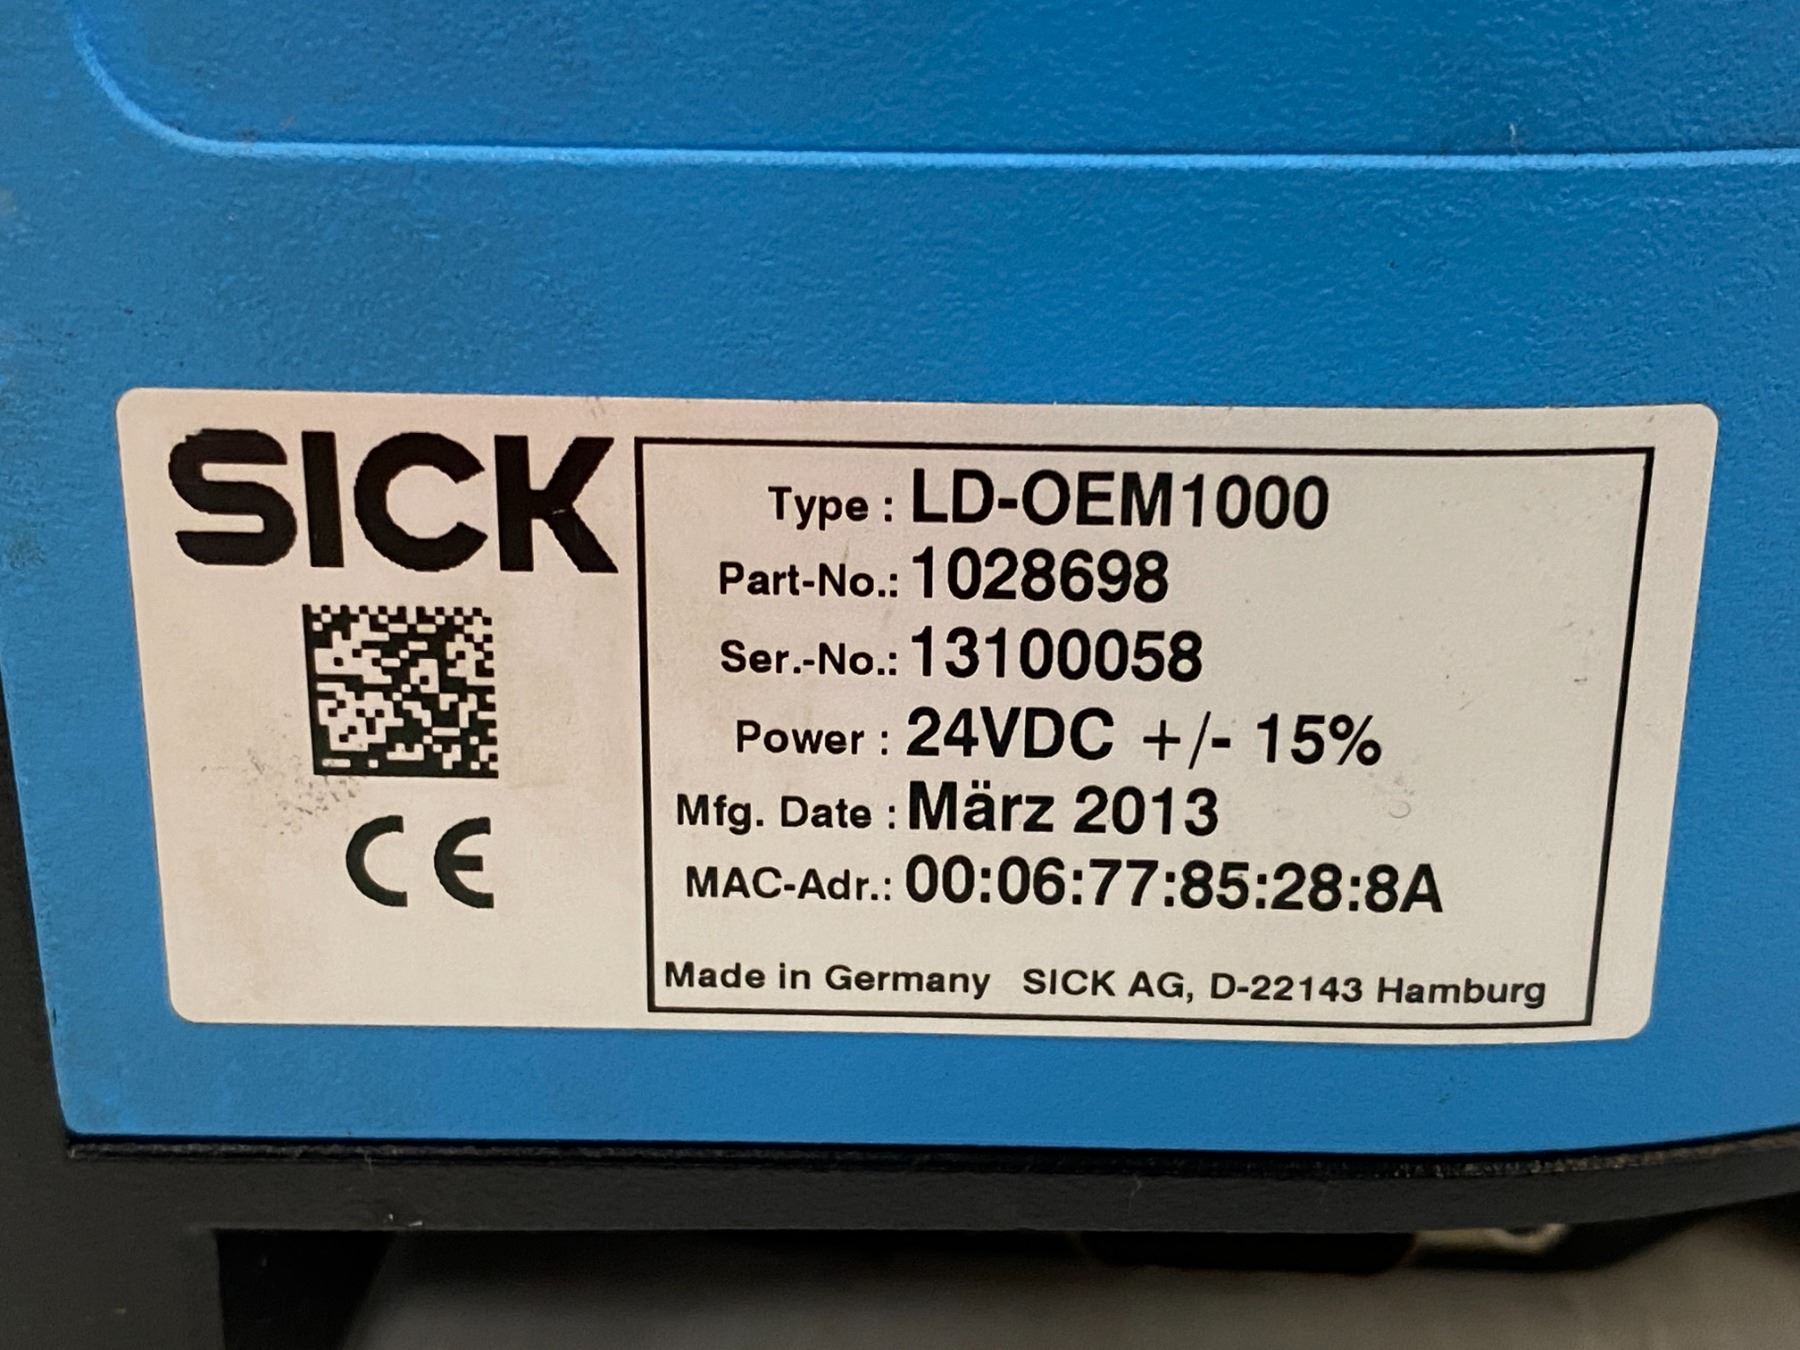 SICK
Type : LD-OEM1000
Part-No.: 1028698
Ser.-No.: 13100058
Power : 24VDC +/- 15%
Mfg. Date : März 2013
MAC-Adr.: 00:06:77:85:28:8A
CE
Made in Germany SICK AG, D-22143 Hamburg